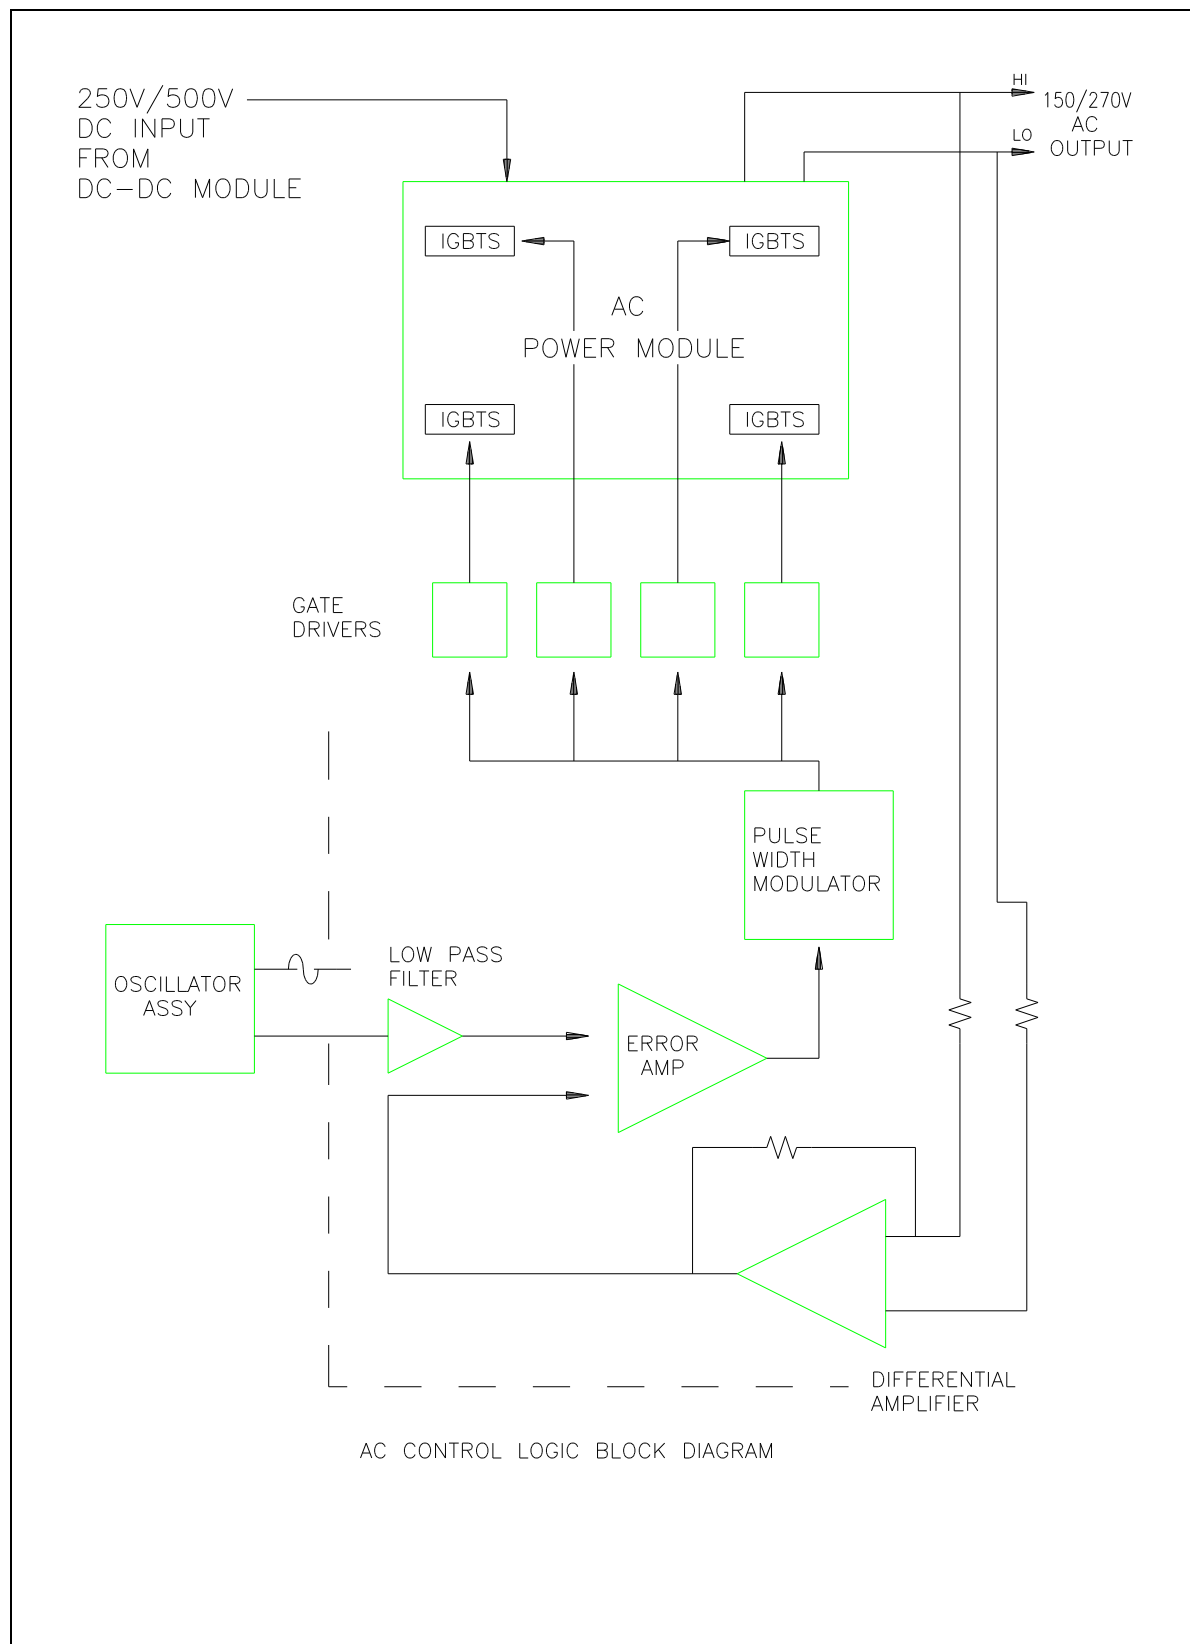 250V/500V
DC INPUT
FROM
DC-DC MODULE
HI
150/270V
AC
OUTPUT
LO
IGBTS
IGBTS
AC
POWER MODULE
IGBTS
IGBTS
GATE
DRIVERS
PULSE
WIDTH
MODULATOR
OSCILLATOR
ASSY
LOW PASS
FILTER
ERROR
AMP
DIFFERENTIAL
AMPLIFIER
AC CONTROL LOGIC BLOCK DIAGRAM